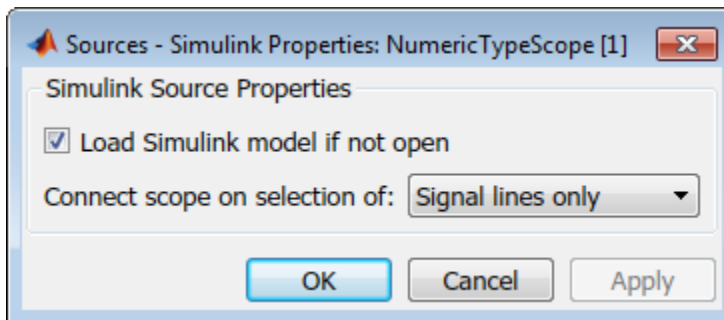 Sources - Simulink Properties: NumericTypeScope [1]
Simulink Source Properties
Load Simulink model if not open
Connect scope on selection of: Signal lines only
OK Cancel Apply